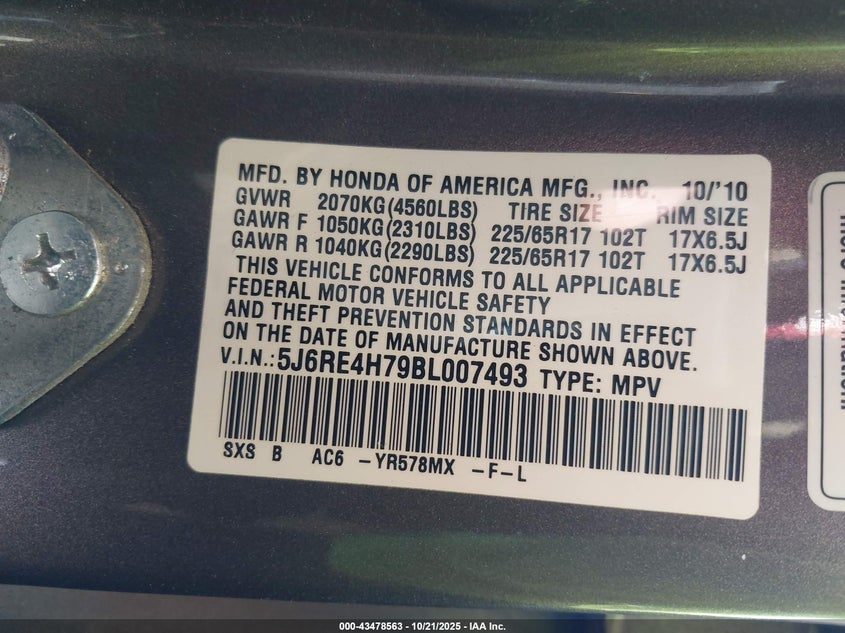 MFD. BY HONDA OF AMERICA MFG., INC. 10/'10
GVWR 2070KG(4560LBS) TIRE SIZE RIM SIZE
GAWR F 1050KG(2310LBS) 225/65R17 102T 17X6.5J
GAWR R 1040KG(2290LBS) 225/65R17 102T 17X6.5J
THIS VEHICLE CONFORMS TO ALL APPLICABLE
FEDERAL MOTOR VEHICLE SAFETY
AND THEFT PREVENTION STANDARDS IN EFFECT
ON THE DATE OF MANUFACTURE SHOWN ABOVE.
V.I.N.: 5J6RE4H79BL007493 TYPE: MPV
SXS B AC6 -YR578MX -F-L
000-43478563 - 10/21/2025 - IAA Inc.